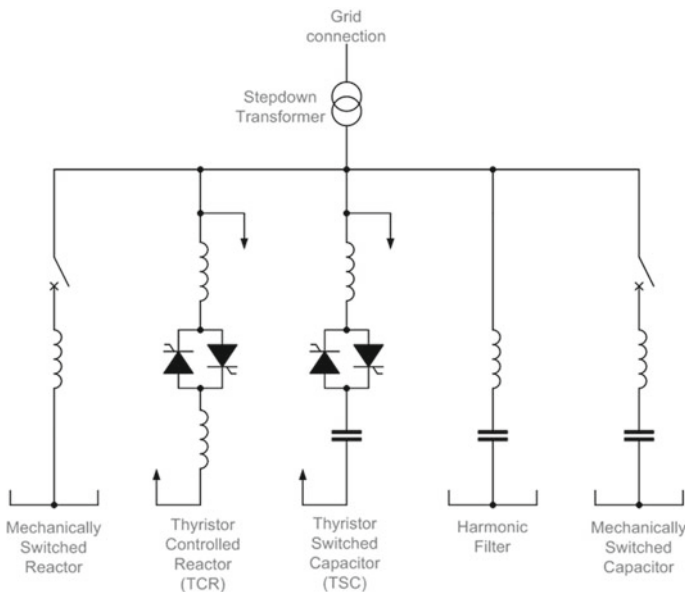 Grid
connection
Stepdown
Transformer
Mechanically
Switched
Reactor
Thyristor
Controlled
Reactor
(TCR)
Thyristor
Switched
Capacitor
(TSC)
Harmonic
Filter
Mechanically
Switched
Capacitor